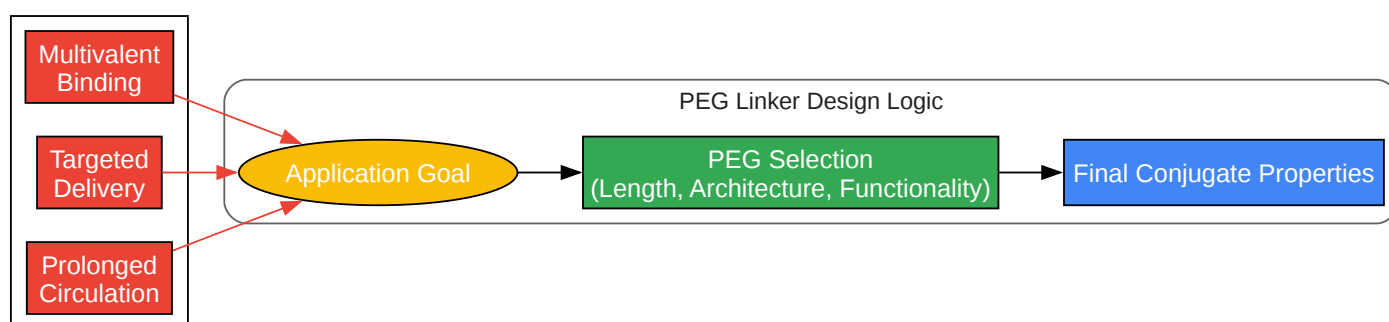 Multivalent
Binding
Targeted
Delivery
Prolonged
Circulation
PEG Linker Design Logic
Application Goal
PEG Selection
(Length, Architecture, Functionality)
Final Conjugate Properties